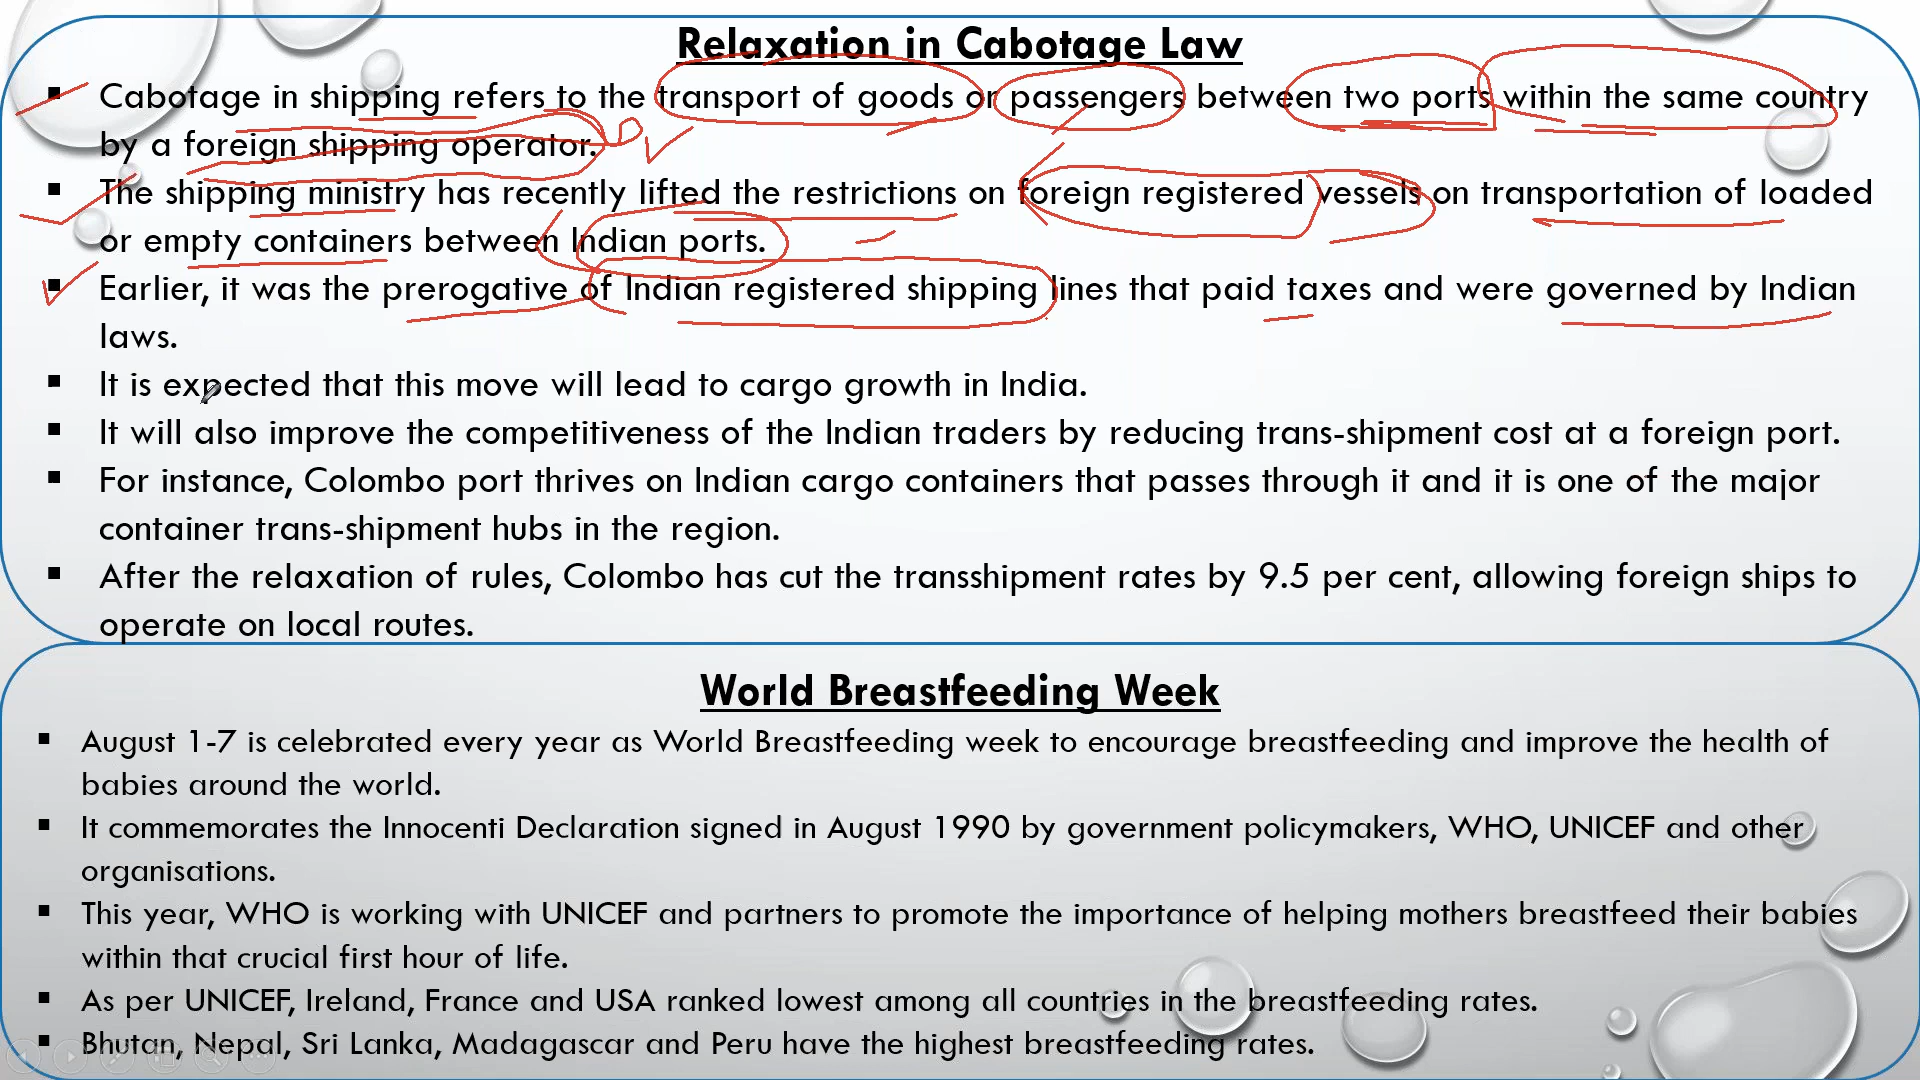 Relaxation in Cabotage Law
▪ Cabotage in shipping refers to the transport of goods or passengers between two ports within the same country
by a foreign shipping operator.
▪ The shipping ministry has recently lifted the restrictions on foreign registered vessels on transportation of loaded
or empty containers between Indian ports.
▪ Earlier, it was the prerogative of Indian registered shipping lines that paid taxes and were governed by Indian
laws.
▪ It is expected that this move will lead to cargo growth in India.
▪ It will also improve the competitiveness of the Indian traders by reducing trans-shipment cost at a foreign port.
▪ For instance, Colombo port thrives on Indian cargo containers that passes through it and it is one of the major
container trans-shipment hubs in the region.
▪ After the relaxation of rules, Colombo has cut the transshipment rates by 9.5 per cent, allowing foreign ships to
operate on local routes.
World Breastfeeding Week
▪ August 1-7 is celebrated every year as World Breastfeeding week to encourage breastfeeding and improve the health of
babies around the world.
▪ It commemorates the Innocenti Declaration signed in August 1990 by government policymakers, WHO, UNICEF and other
organisations.
▪ This year, WHO is working with UNICEF and partners to promote the importance of helping mothers breastfeed their babies
within that crucial first hour of life.
▪ As per UNICEF, Ireland, France and USA ranked lowest among all countries in the breastfeeding rates.
▪ Bhutan, Nepal, Sri Lanka, Madagascar and Peru have the highest breastfeeding rates.